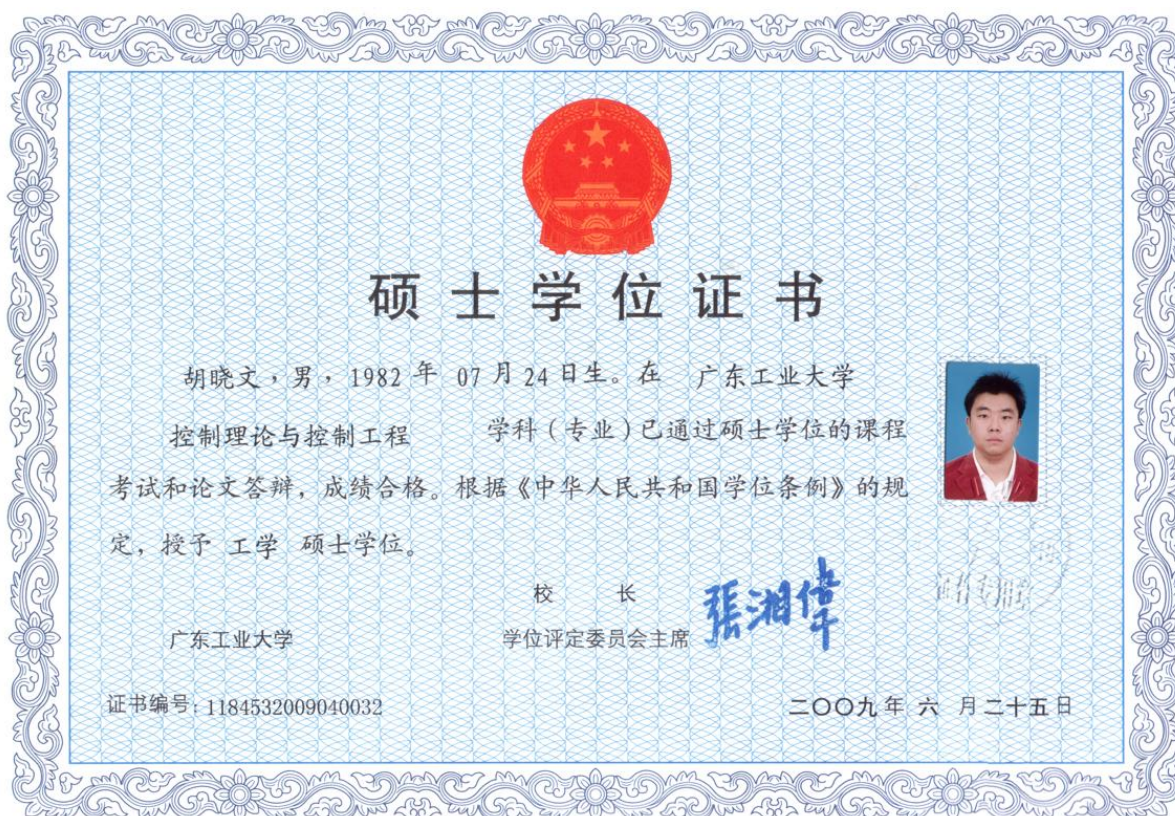 硕士学位证书
胡晓文，男，1982 年 07 月 24 日生。在 广东工业大学
控制理论与控制工程 学科（专业）已通过硕士学位的课程
考试和论文答辩，成绩合格。根据《中华人民共和国学位条例》的规
定，授予 工学 硕士学位。
校 长
张湘伟
广东工业大学 学位评定委员会主席
证书编号：1184532009040032 二〇〇九年 六 月二十五日